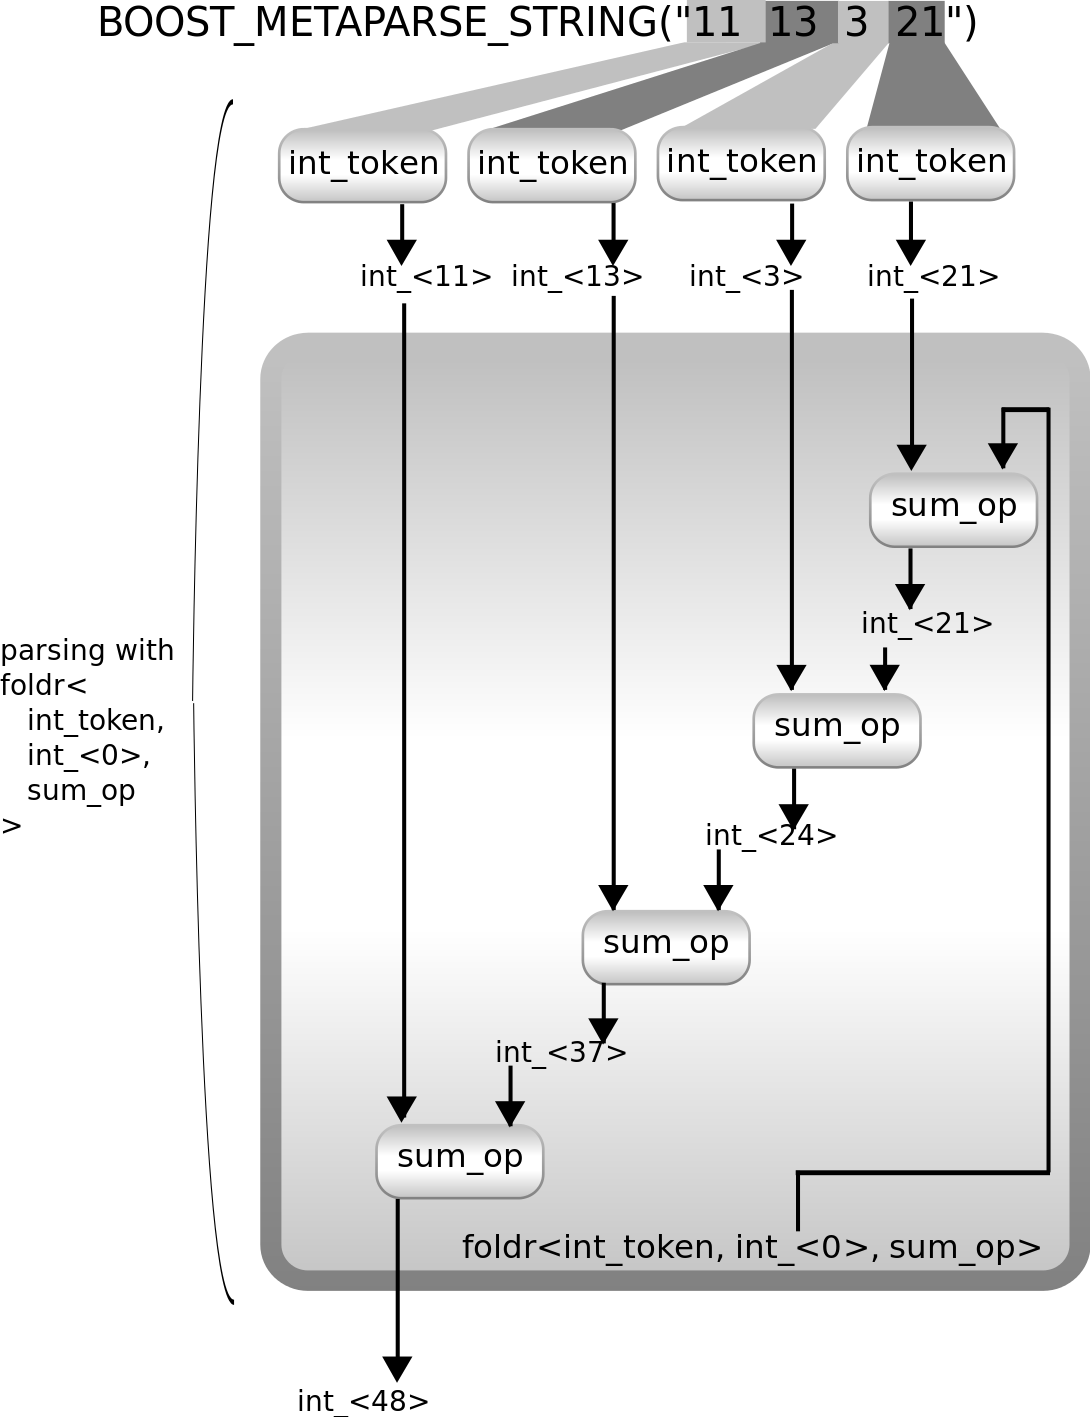 BOOST_METAPARSE_STRING("11 13 3 21")
int_token int_token int_token int_token
int_<11> int_<13> int_<3> int_<21>
sum_op
int_<21>
parsing with
foldr<
int_token,
int_<0>,
sum_op
>
sum_op
int_<24>
sum_op
int_<37>
sum_op
foldr<int_token, int_<0>, sum_op>
int_<48>